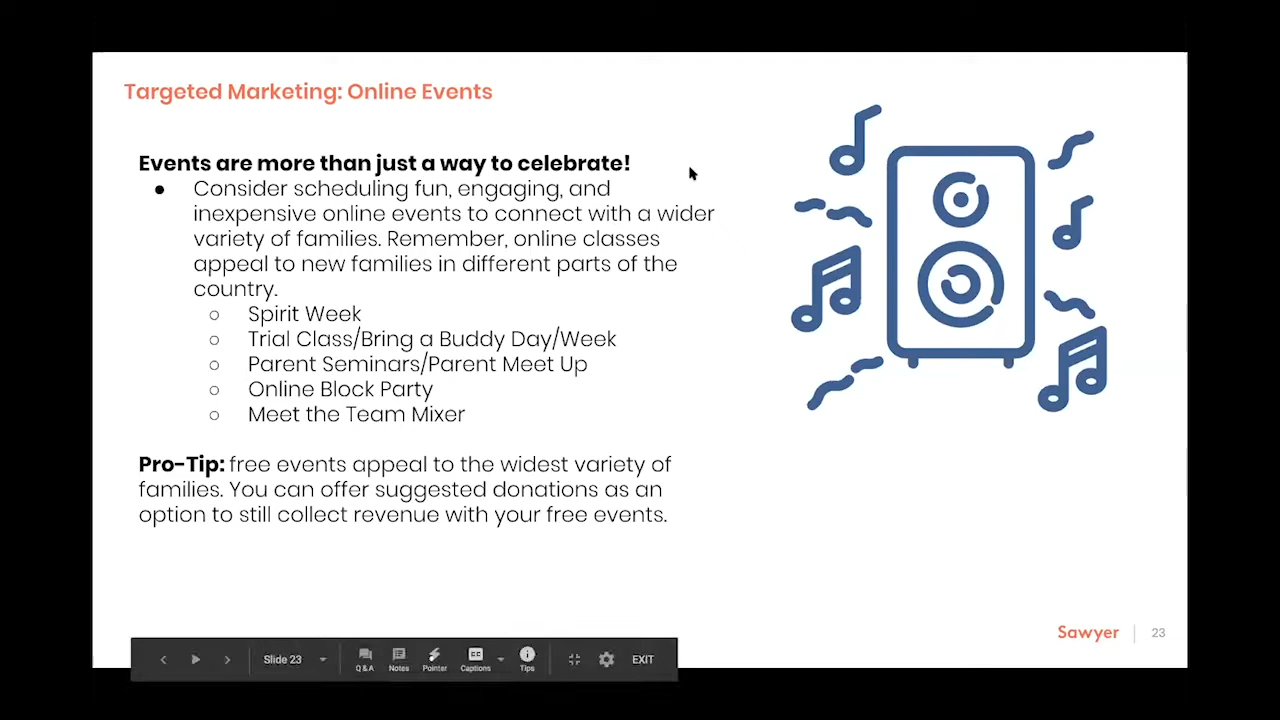 Targeted Marketing: Online Events
Events are more than just a way to celebrate!
● Consider scheduling fun, engaging, and
inexpensive online events to connect with a wider
variety of families. Remember, online classes
appeal to new families in different parts of the
country.
○ Spirit Week
○ Trial Class/Bring a Buddy Day/Week
○ Parent Seminars/Parent Meet Up
○ Online Block Party
○ Meet the Team Mixer
Pro-Tip: free events appeal to the widest variety of
families. You can offer suggested donations as an
option to still collect revenue with your free events.
Sawyer | 23
Slide 23 Q&A Notes Pointer Captions Tips EXIT